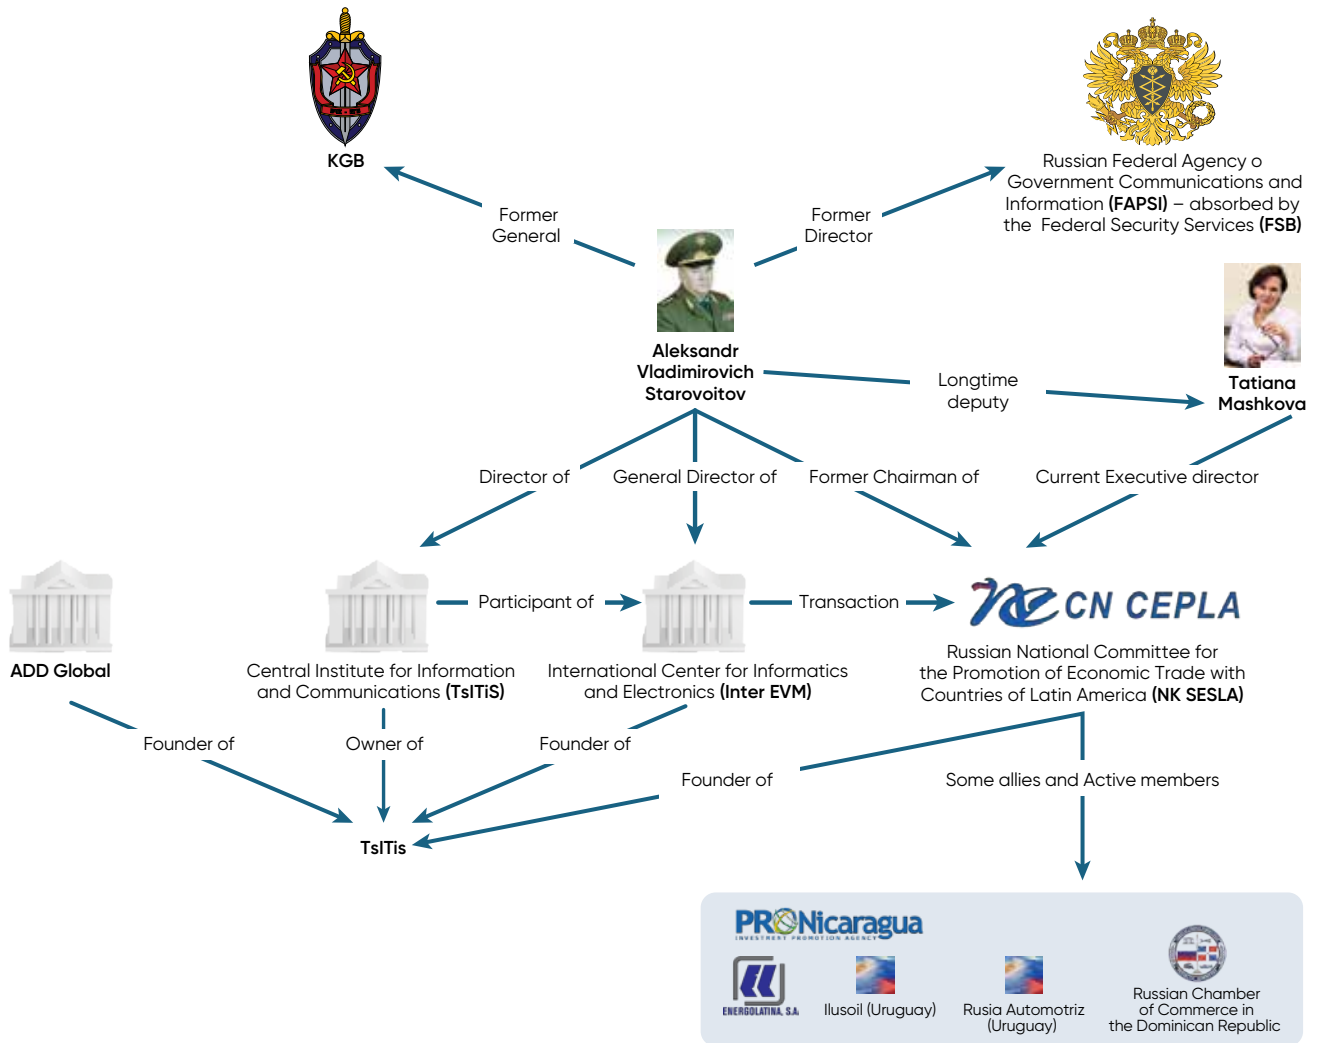 KGB
Russian Federal Agency o
Government Communications and
Information (FAPSI) – absorbed by
the Federal Security Services (FSB)
Former
General
Former
Director
Aleksandr
Vladimirovich
Starovoitov
Longtime
deputy
Tatiana
Mashkova
Director of
General Director of
Former Chairman of
Current Executive director
Participant of
Transaction
CN CEPLA
ADD Global
Central Institute for Information
and Communications (TsITiS)
International Center for Informatics
and Electronics (Inter EVM)
Russian National Committee for
the Promotion of Economic Trade with
Countries of Latin America (NK SESLA)
Founder of
Owner of
Founder of
Founder of
Some allies and Active members
TsITis
PRONicaragua
INVESTMENT PROMOTION AGENCY
ENERGOLATINA, S.A.
Ilusoil (Uruguay)
Rusia Automotriz
(Uruguay)
Russian Chamber
of Commerce in
the Dominican Republic